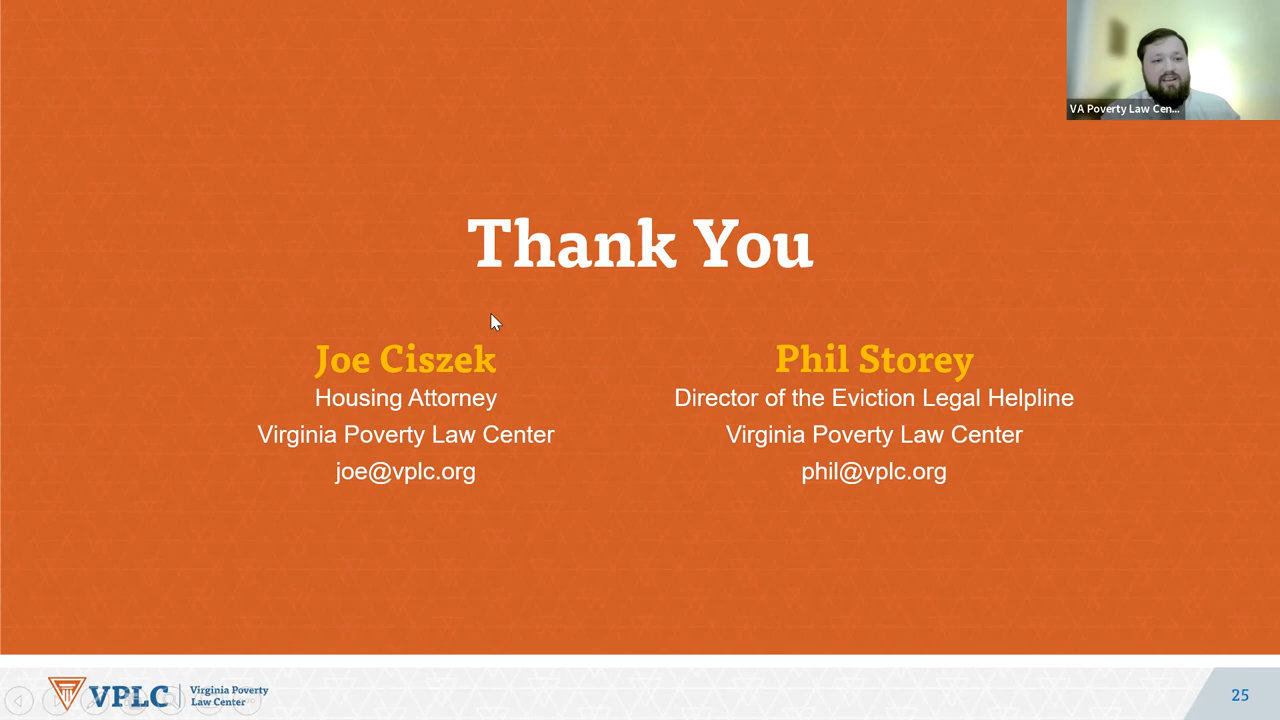 VA Poverty Law Cen...
Thank You
Joe Ciszek
Housing Attorney
Virginia Poverty Law Center
joe@vplc.org
Phil Storey
Director of the Eviction Legal Helpline
Virginia Poverty Law Center
phil@vplc.org
VPLC
Virginia Poverty
Law Center
25